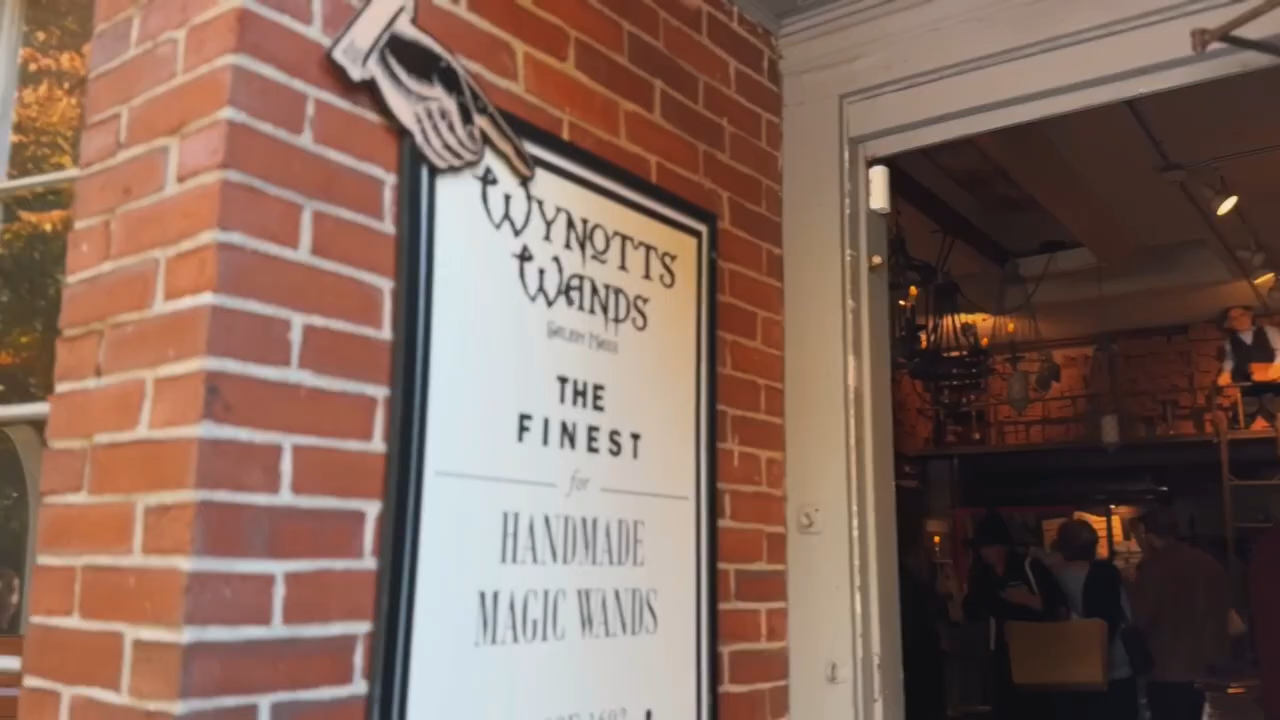 WYNOTTS
WANDS
SALEM MASS
THE
FINEST
for
HANDMADE
MAGIC WANDS